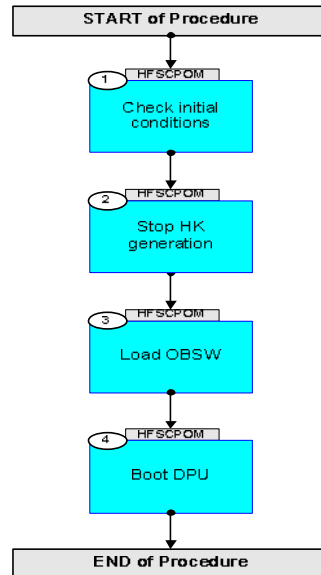 START of Procedure
HFSCPOM
1
Check initial
conditions
HFSCPOM
2
Stop HK
generation
HFSCPOM
3
Load OBSW
HFSCPOM
4
Boot DPU
END of Procedure